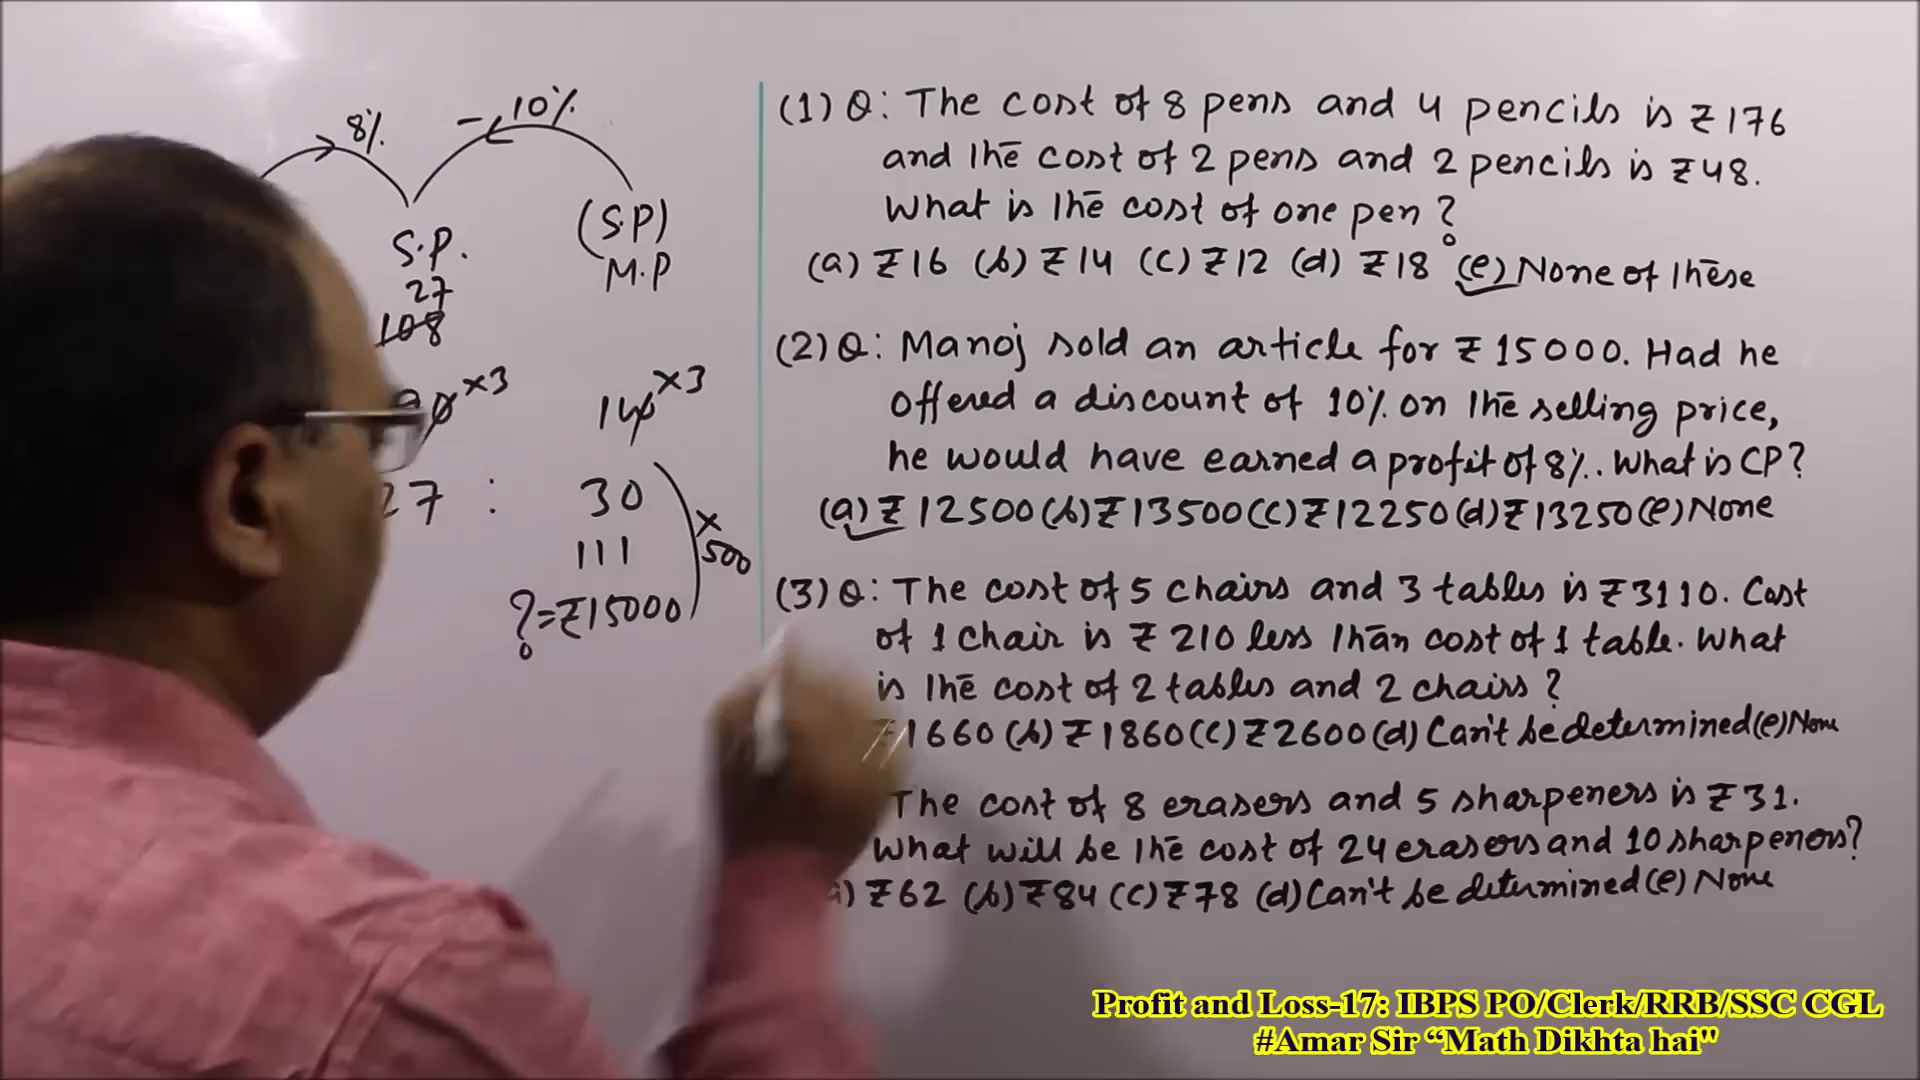 8%
- 10%
S.P.
(S.P)
M.P
27
108
×3
×3
27 : 30
111
× 500
?=₹15000
(1) Q: The cost of 8 pens and 4 pencils is ₹176
and the cost of 2 pens and 2 pencils is ₹48.
What is the cost of one pen?
(a) ₹16 (b) ₹14 (c) ₹12 (d) ₹18 (e) None of these
(2) Q: Manoj sold an article for ₹15000. Had he
offered a discount of 10% on the selling price,
he would have earned a profit of 8%. What is CP?
(a) ₹12500 (b) ₹13500 (c) ₹12250 (d) ₹13250 (e) None
(3) Q: The cost of 5 chairs and 3 tables is ₹3110. Cost
of 1 chair is ₹210 less than cost of 1 table. What
is the cost of 2 tables and 2 chairs?
1660 (b) ₹1860 (c) ₹2600 (d) Can't be determined (e) None
The cost of 8 erasers and 5 sharpeners is ₹31.
What will be the cost of 24 erasers and 10 sharpeners?
₹62 (b) ₹84 (c) ₹78 (d) Can't be determined (e) None
Profit and Loss-17: IBPS PO/Clerk/RRB/SSC CGL
#Amar Sir “Math Dikhta hai"